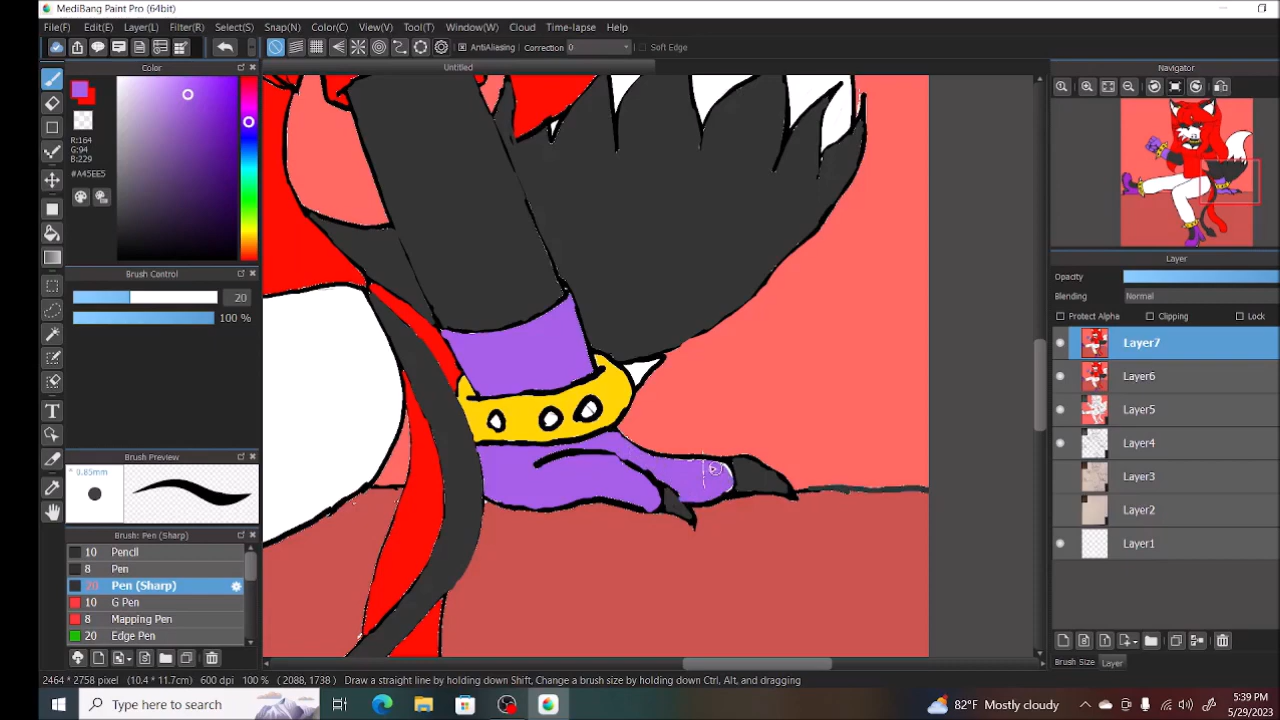 MediBang Paint Pro (64bit)
File(F) Edit(E) Layer(L) Filter(R) Select(S) Snap(N) Color(C) View(V) Tool(T) Window(W) Cloud Time-lapse Help
AntiAliasing Correction 0 Soft Edge
Color Untitled Navigator
R:164
G:94
B:229
#A45EE5
Layer
Brush Control Opacity
20 Blending Normal
100 % Protect Alpha Clipping Lock
Layer7
Layer6
Layer5
Layer4
Brush Preview
0.85mm Layer3
Layer2
Brush: Pen (Sharp) Layer1
10 Pencil
8 Pen
20 Pen (Sharp)
10 G Pen
8 Mapping Pen
20 Edge Pen
Brush Size Layer
2464 * 2758 pixel (10.4 * 11.7cm) 600 dpi 100 % (2088, 1738) Draw a straight line by holding down Shift, Change a brush size by holding down Ctrl, Alt, and dragging
Type here to search 82°F Mostly cloudy 5:39 PM
5/29/2023